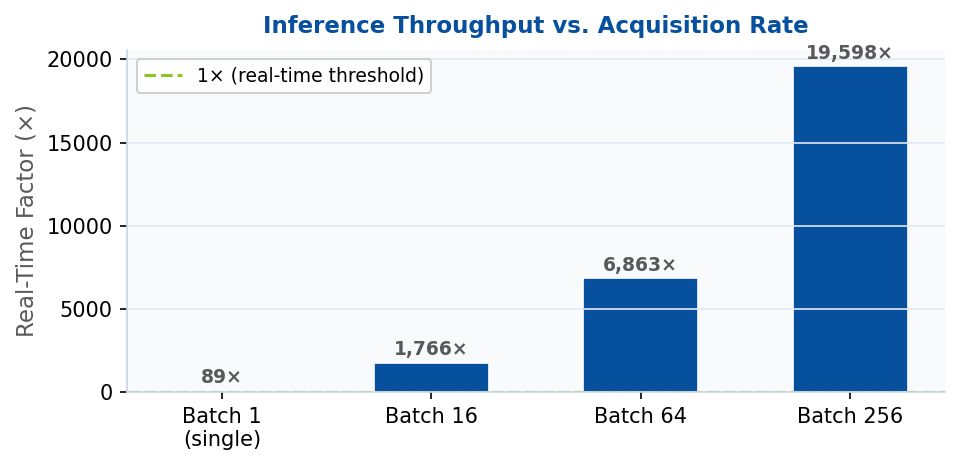 Inference Throughput vs. Acquisition Rate
Real-Time Factor (×)
20000
15000
10000
5000
0
1× (real-time threshold)
89×
1,766×
6,863×
19,598×
Batch 1
(single)
Batch 16
Batch 64
Batch 256